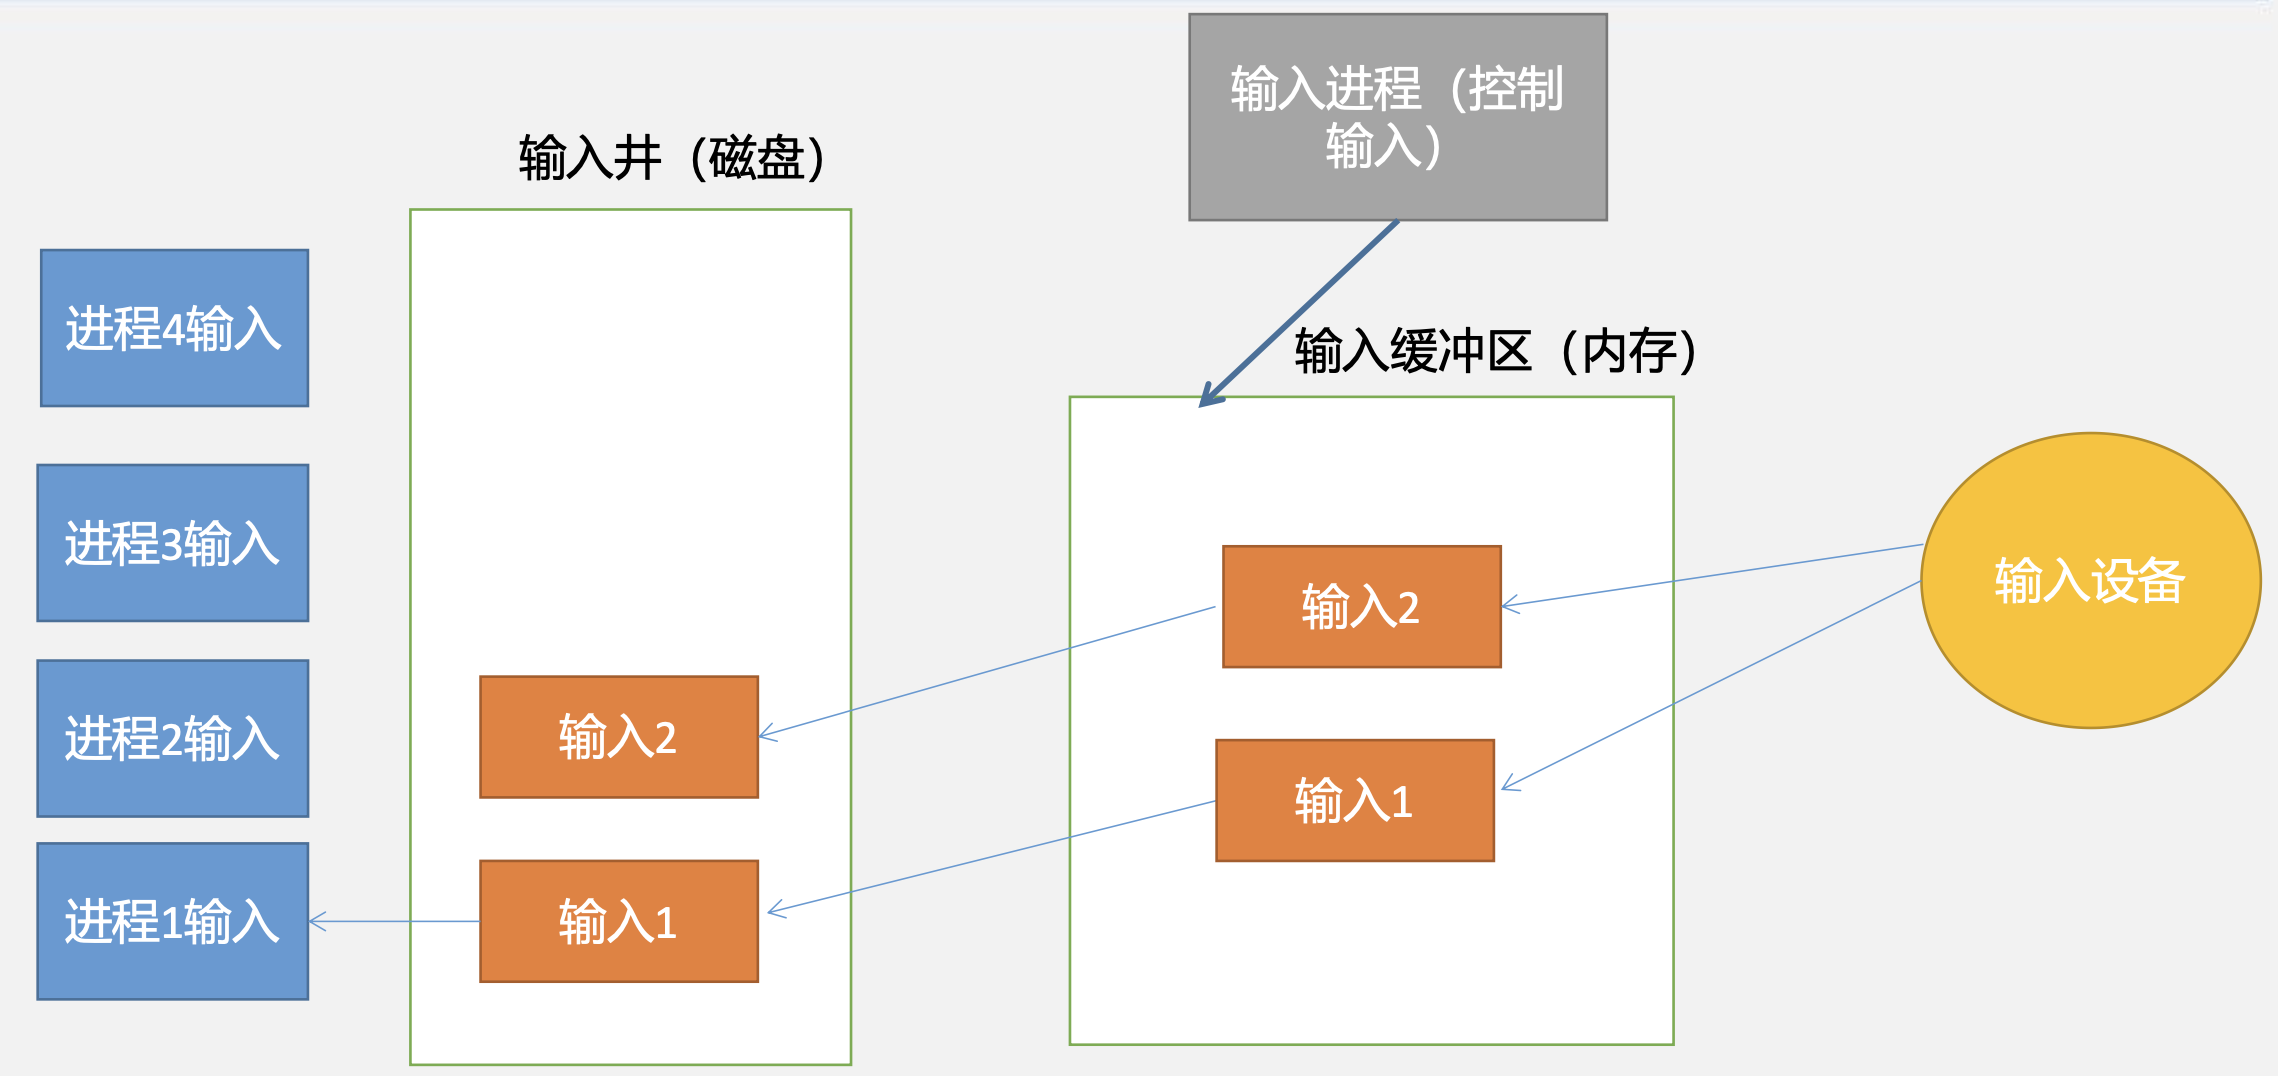 输入进程（控制
输入）
输入井（磁盘）
进程4输入
输入缓冲区（内存）
进程3输入
输入2
输入设备
进程2输入
输入2
输入1
进程1输入
输入1